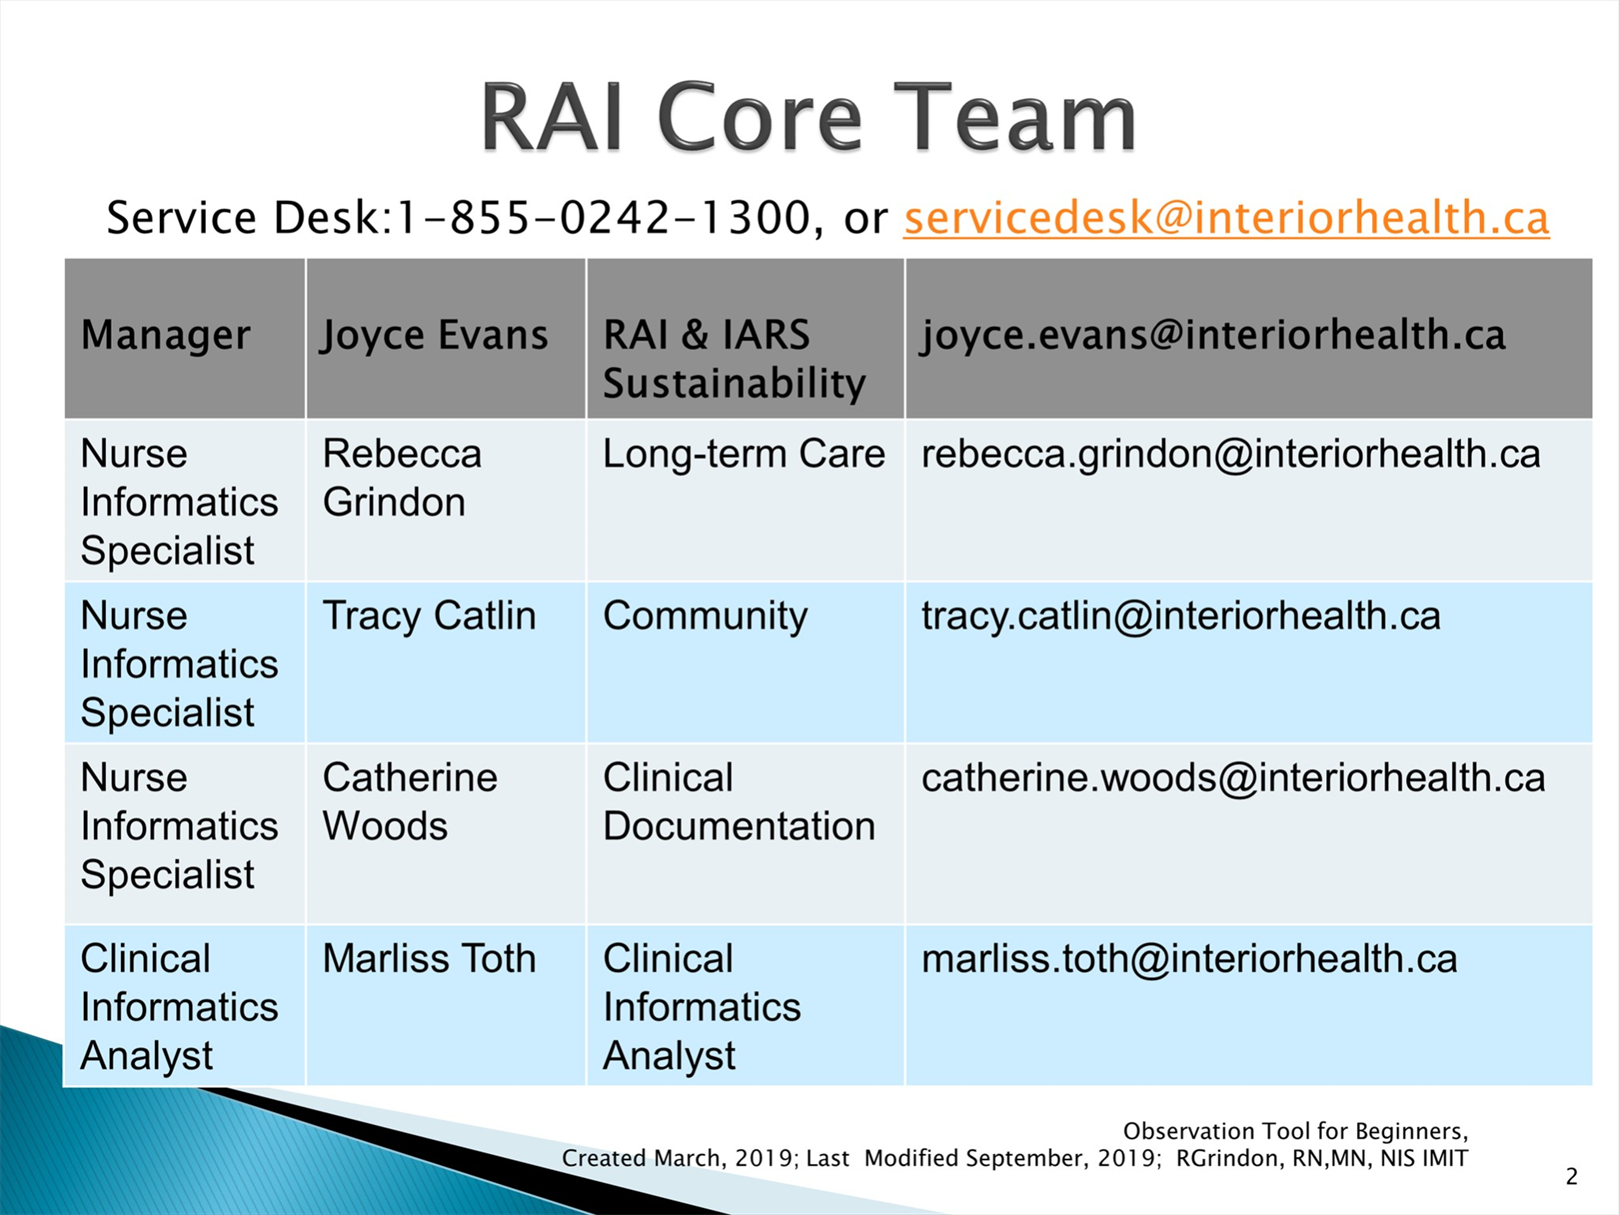 RAI Core Team
Service Desk:1-855-0242-1300, or servicedesk@interiorhealth.ca
Manager
Joyce Evans
RAI & IARS
Sustainability
joyce.evans@interiorhealth.ca
Nurse
Informatics
Specialist
Rebecca
Grindon
Long-term Care
rebecca.grindon@interiorhealth.ca
Nurse
Informatics
Specialist
Tracy Catlin
Community
tracy.catlin@interiorhealth.ca
Nurse
Informatics
Specialist
Catherine
Woods
Clinical
Documentation
catherine.woods@interiorhealth.ca
Clinical
Informatics
Analyst
Marliss Toth
Clinical
Informatics
Analyst
marliss.toth@interiorhealth.ca
Observation Tool for Beginners,
Created March, 2019; Last  Modified September, 2019;  RGrindon, RN,MN, NIS IMIT
2